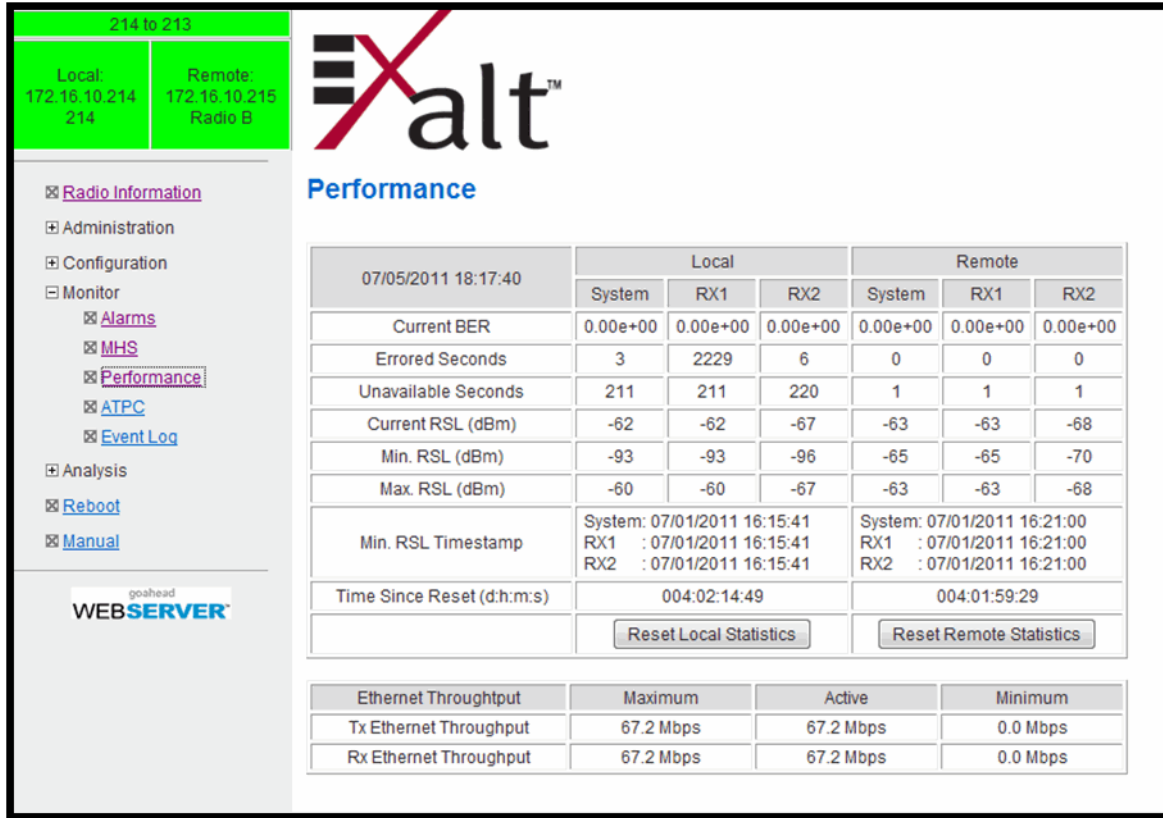 214 to 213
Local:
172.16.10.214
214
Remote:
172.16.10.215
Radio B
EXalt™
Radio Information
Administration
Configuration
Monitor
Alarms
MHS
Performance
ATPC
Event Log
Analysis
Reboot
Manual
goahead
WEBSERVER
Performance
07/05/2011 18:17:40 Local Remote
System RX1 RX2 System RX1 RX2
Current BER 0.00e+00 0.00e+00 0.00e+00 0.00e+00 0.00e+00 0.00e+00
Errored Seconds 3 2229 6 0 0 0
Unavailable Seconds 211 211 220 1 1 1
Current RSL (dBm) -62 -62 -67 -63 -63 -68
Min. RSL (dBm) -93 -93 -96 -65 -65 -70
Max. RSL (dBm) -60 -60 -67 -63 -63 -68
Min. RSL Timestamp
System: 07/01/2011 16:15:41
RX1 : 07/01/2011 16:15:41
RX2 : 07/01/2011 16:15:41
System: 07/01/2011 16:21:00
RX1 : 07/01/2011 16:21:00
RX2 : 07/01/2011 16:21:00
Time Since Reset (d:h:m:s) 004:02:14:49 004:01:59:29
Reset Local Statistics Reset Remote Statistics
Ethernet Throughtput Maximum Active Minimum
Tx Ethernet Throughput 67.2 Mbps 67.2 Mbps 0.0 Mbps
Rx Ethernet Throughput 67.2 Mbps 67.2 Mbps 0.0 Mbps